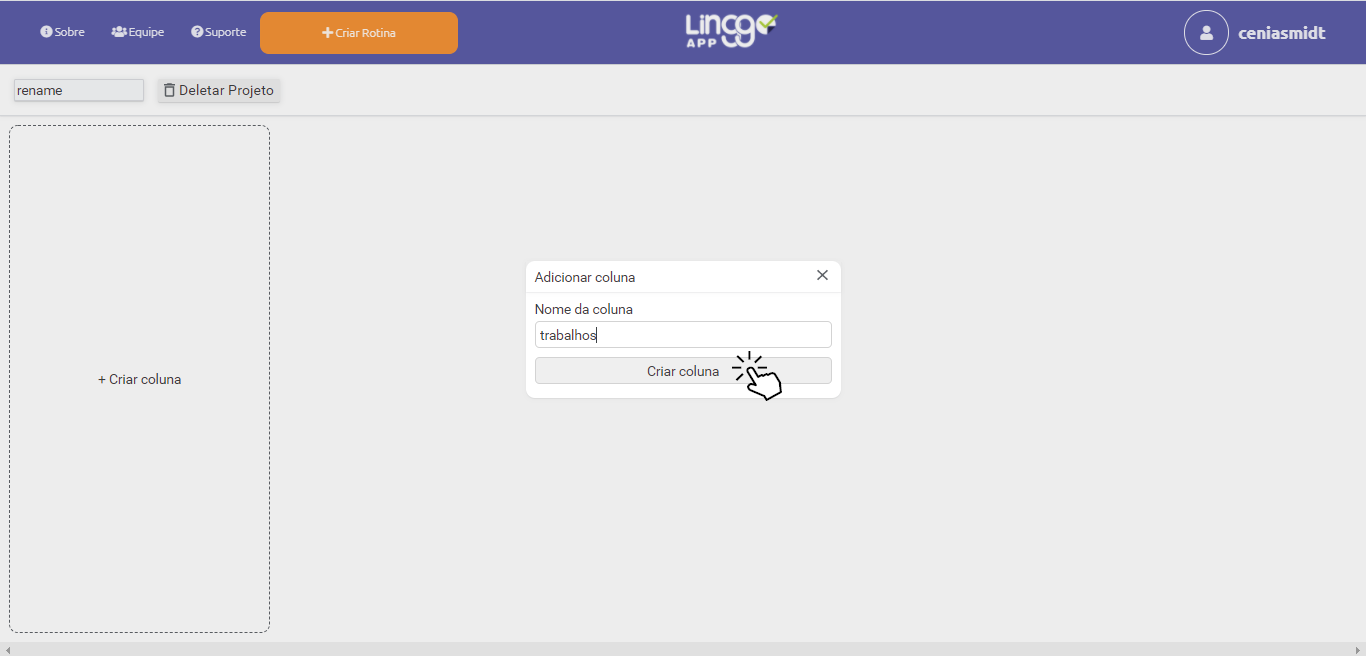 Sobre
Equipe
Suporte
+ Criar Rotina
Lincgo
APP
ceniasmidt
rename
Deletar Projeto
+ Criar coluna
Adicionar coluna
Nome da coluna
trabalhos
Criar coluna